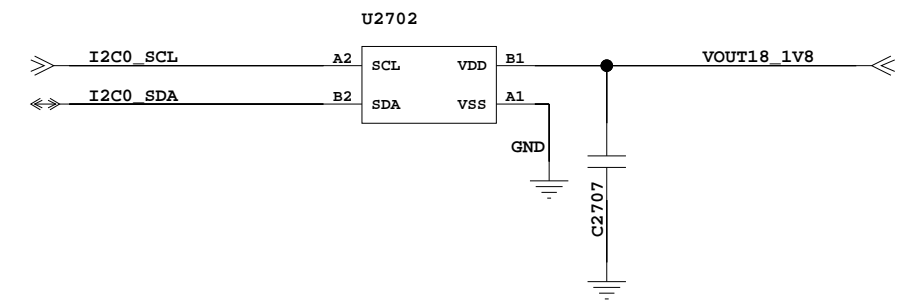 U2702
I2C0_SCL A2 SCL VDD B1 VOUT18_1V8
I2C0_SDA B2 SDA VSS A1
GND
C2707